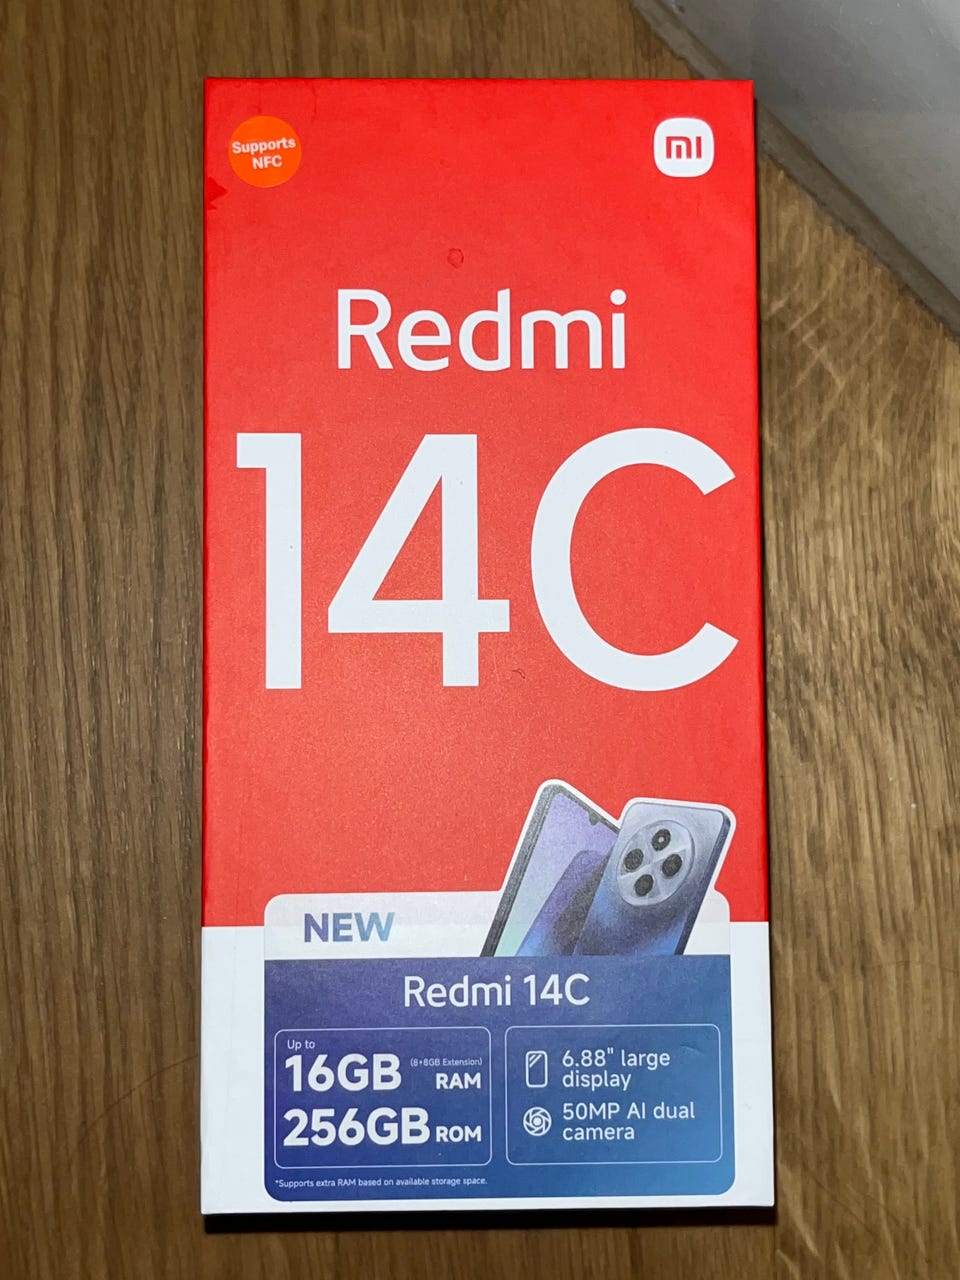 Supports
NFC
mi
Redmi
14C
NEW
Redmi 14C
Up to
16GB (8+8GB Extension) RAM
256GB ROM
6.88" large
display
50MP AI dual
camera
*Supports extra RAM based on available storage space.